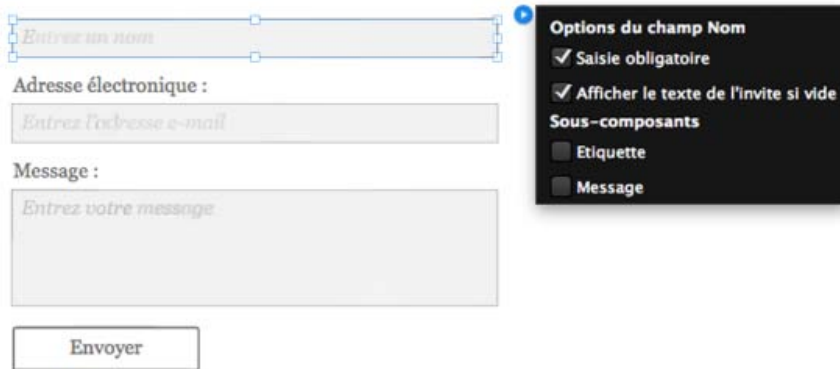 Entrez un nom
Adresse électronique :
Entrez l'adresse e-mail
Message :
Entrez votre message
Envoyer
Options du champ Nom
Saisie obligatoire
Afficher le texte de l'invite si vide
Sous-composants
Etiquette
Message